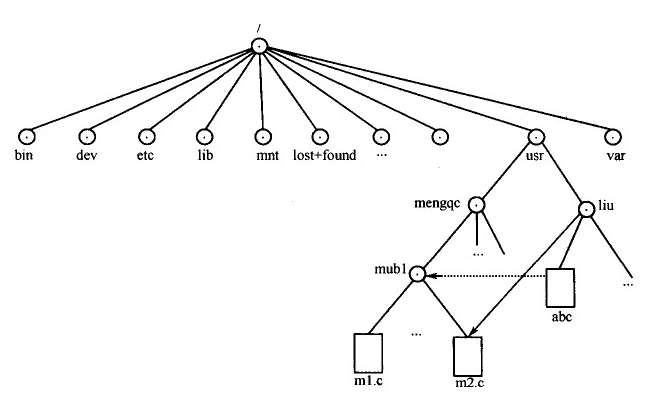 /
bin dev etc lib mnt lost+found ... usr var
mengqc liu
...
mub1
...
abc
...
m1.c m2.c